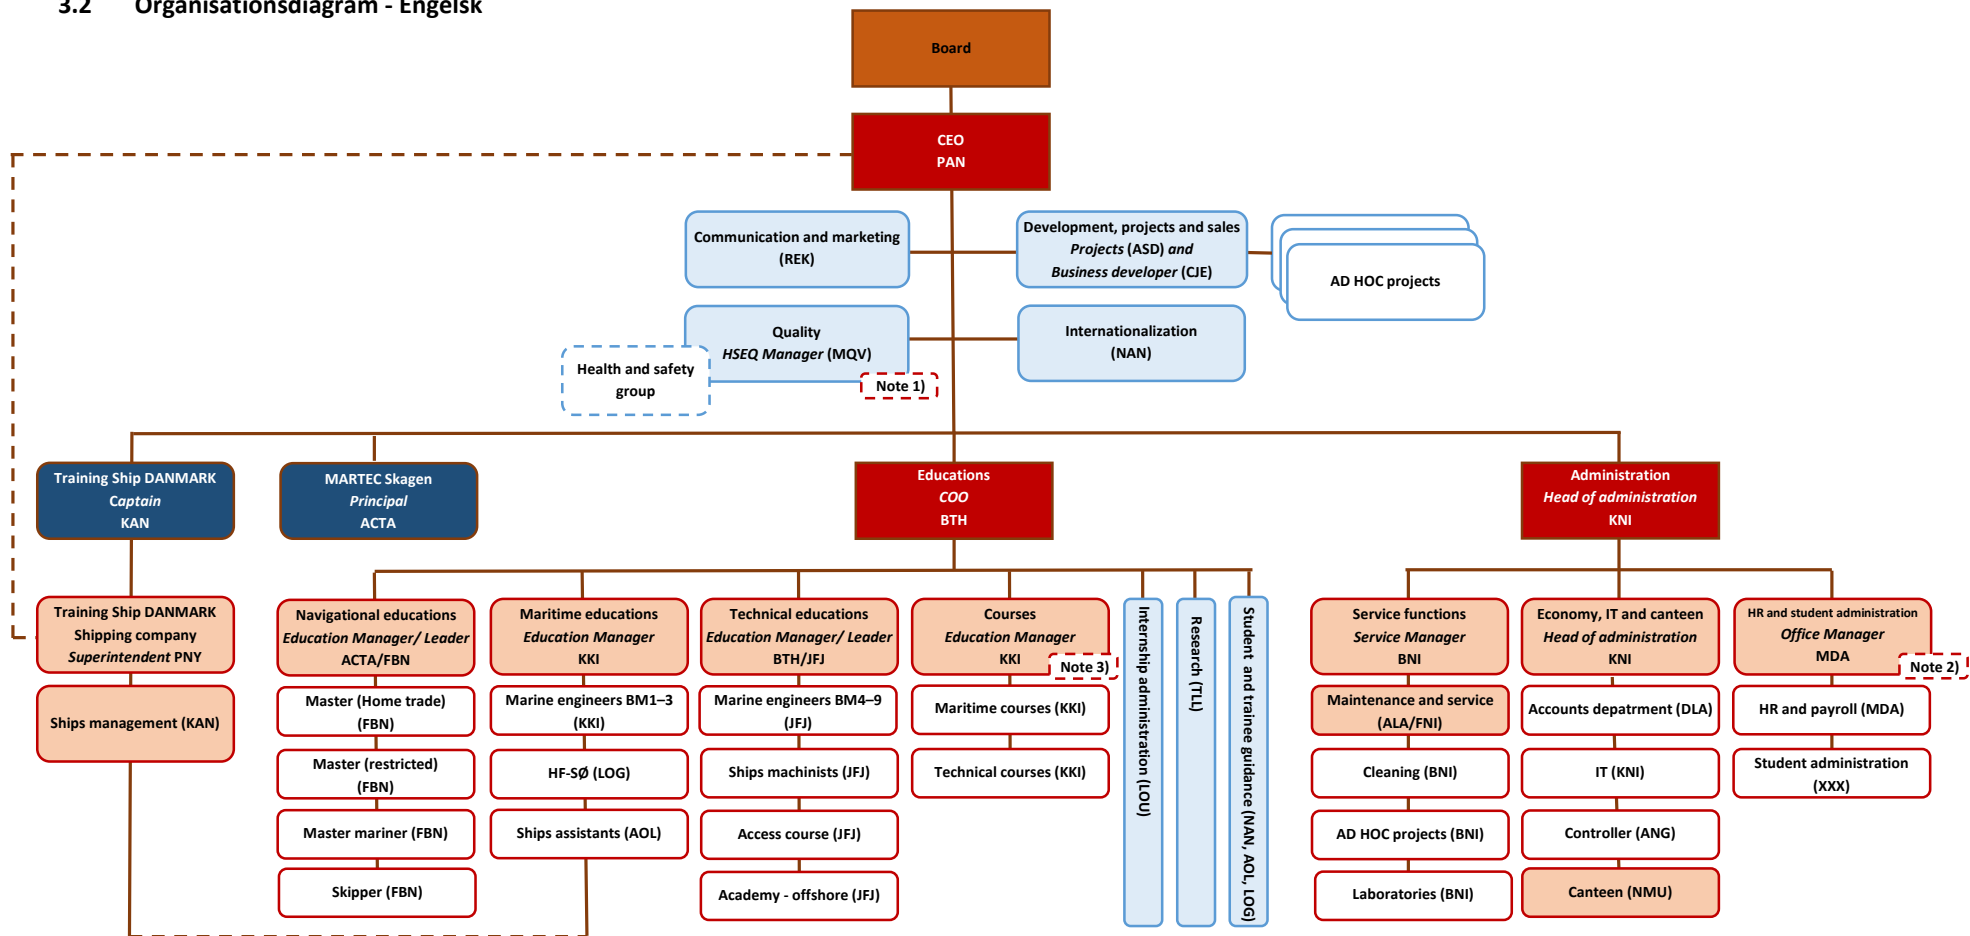 3.2 Organisationsdiagram - Engelsk
Board
CEO
PAN
Communication and marketing
(REK)
Development, projects and sales
Projects (ASD) and
Business developer (CJE)
AD HOC projects
Quality
HSEQ Manager (MQV)
Internationalization
(NAN)
Health and safety
group
Note 1)
Training Ship DANMARK
Captain
KAN
MARTEC Skagen
Principal
ACTA
Educations
COO
BTH
Administration
Head of administration
KNI
Training Ship DANMARK
Shipping company
Superintendent PNY
Ships management (KAN)
Navigational educations
Education Manager/ Leader
ACTA/FBN
Master (Home trade)
(FBN)
Master (restricted)
(FBN)
Master mariner (FBN)
Skipper (FBN)
Maritime educations
Education Manager
KKI
Marine engineers BM1–3
(KKI)
HF-SØ (LOG)
Ships assistants (AOL)
Technical educations
Education Manager/ Leader
BTH/JFJ
Marine engineers BM4–9
(JFJ)
Ships machinists (JFJ)
Access course (JFJ)
Academy - offshore (JFJ)
Courses
Education Manager
KKI
Note 3)
Maritime courses (KKI)
Technical courses (KKI)
Internship administration (LOU)
Research (TLL)
Student and trainee guidance (NAN, AOL, LOG)
Service functions
Service Manager
BNI
Maintenance and service
(ALA/FNI)
Cleaning (BNI)
AD HOC projects (BNI)
Laboratories (BNI)
Economy, IT and canteen
Head of administration
KNI
Accounts depatrment (DLA)
IT (KNI)
Controller (ANG)
Canteen (NMU)
HR and student administration
Office Manager
MDA
Note 2)
HR and payroll (MDA)
Student administration
(XXX)